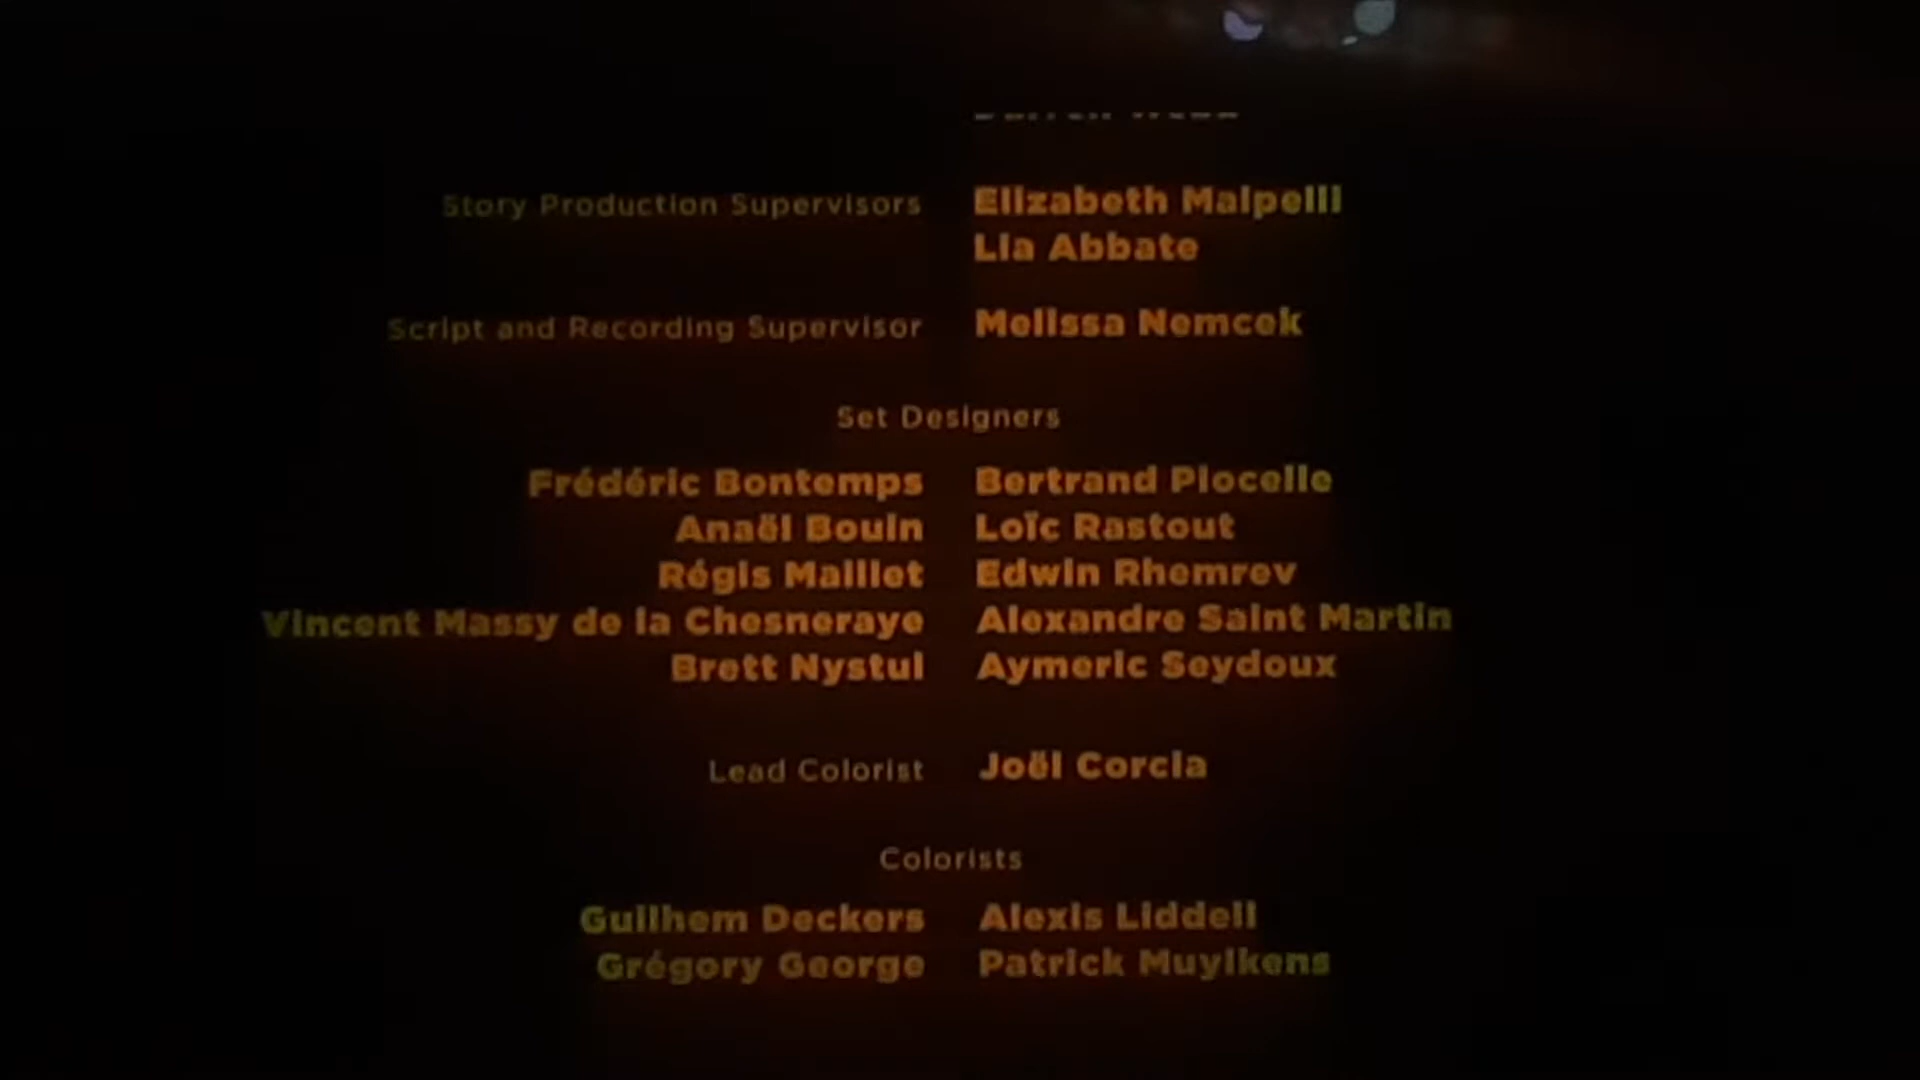 Story Production Supervisors Elizabeth Malpelli
Lia Abbate
Script and Recording Supervisor Melissa Nemcek
Set Designers
Frédéric Bontemps Bertrand Piocelle
Anaël Bouin Loïc Rastout
Régis Maillet Edwin Rhemrev
Vincent Massy de la Chesneraye Alexandre Saint Martin
Brett Nystul Aymeric Seydoux
Lead Colorist Joël Corcia
Colorists
Guilhem Deckers Alexis Liddell
Grégory George Patrick Muylkens